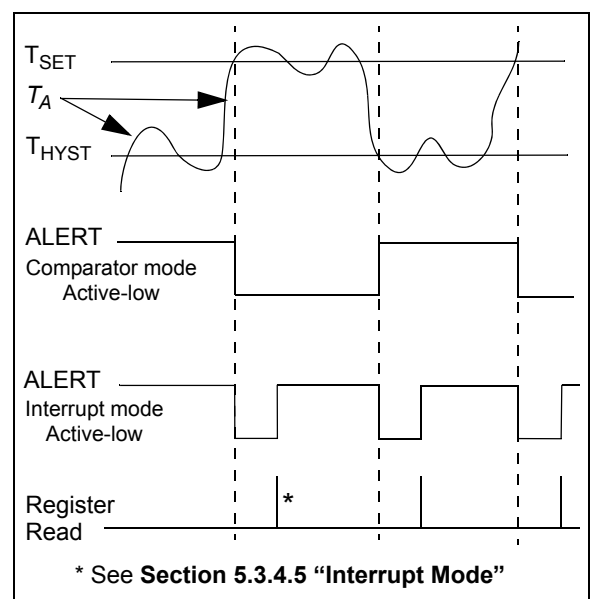 TSET
TA
THYST
ALERT
Comparator mode
Active-low
ALERT
Interrupt mode
Active-low
Register
Read
*
* See Section 5.3.4.5 “Interrupt Mode”